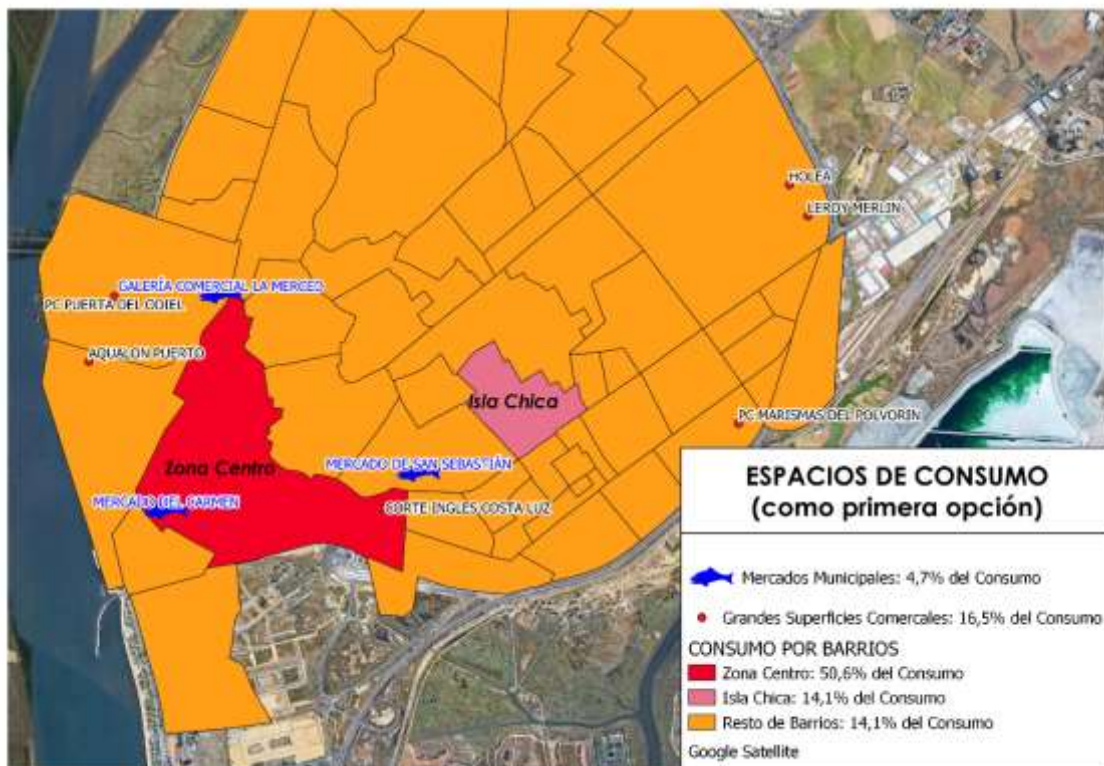 HOLEA
LEROY MERLIN
GALERÍA COMERCIAL LA MERCED
PC PUERTA DEL ODIEL
AQUALON PUERTO
Isla Chica
PC MARISMAS DEL POLVORIN
Zona Centro
MERCADO DE SAN SEBASTIÁN
MERCADO DEL CARMEN
CORTE INGLES COSTA LUZ
ESPACIOS DE CONSUMO
(como primera opción)
Mercados Municipales: 4,7% del Consumo
Grandes Superficies Comercales: 16,5% del Consumo
CONSUMO POR BARRIOS
Zona Centro: 50,6% del Consumo
Isla Chica: 14,1% del Consumo
Resto de Barrios: 14,1% del Consumo
Google Satellite